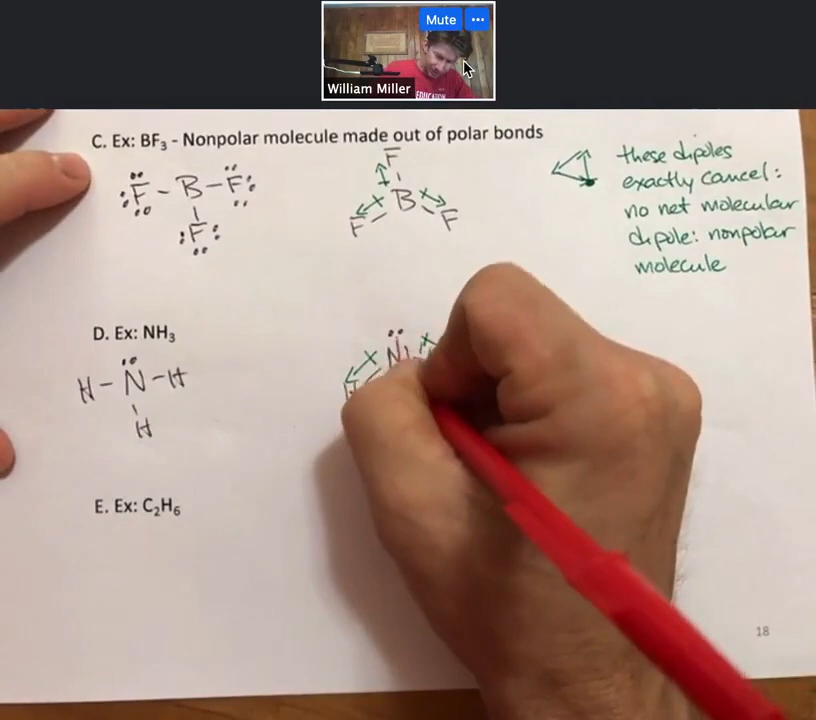 Mute
William Miller
EDUCATION
C. Ex: BF₃ - Nonpolar molecule made out of polar bonds
F - B - F
F
F
B
F F
these dipoles
exactly cancel:
no net molecular
dipole: nonpolar
molecule
D. Ex: NH₃
H - N - H
H
N
E. Ex: C₂H₆
18